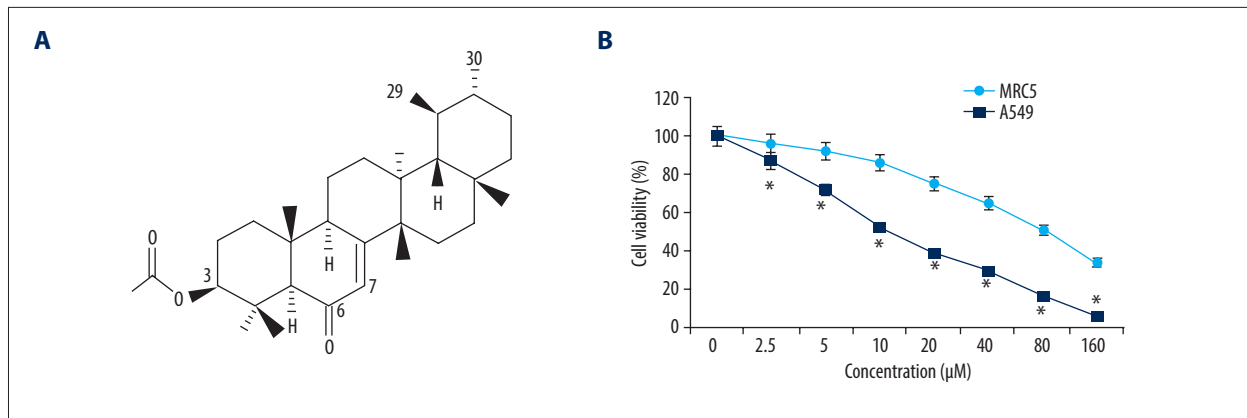 A
30
29
H
H
H
O
O
3
6
7
O
B
MRC5
A549
Cell viability (%)
120
100
80
60
40
20
0
* * * * * * *
0 2.5 5 10 20 40 80 160
Concentration (µM)